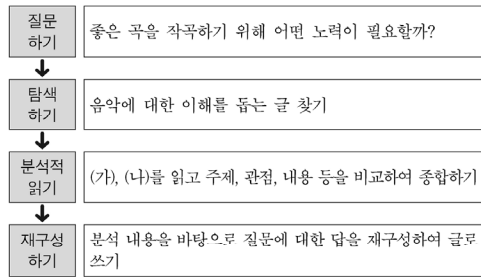 질문
하기
좋은 곡을 작곡하기 위해 어떤 노력이 필요할까?
탐색
하기
음악에 대한 이해를 돕는 글 찾기
분석적
읽기
(가), (나)를 읽고 주제, 관점, 내용 등을 비교하여 종합하기
재구성
하기
분석 내용을 바탕으로 질문에 대한 답을 재구성하여 글로
쓰기